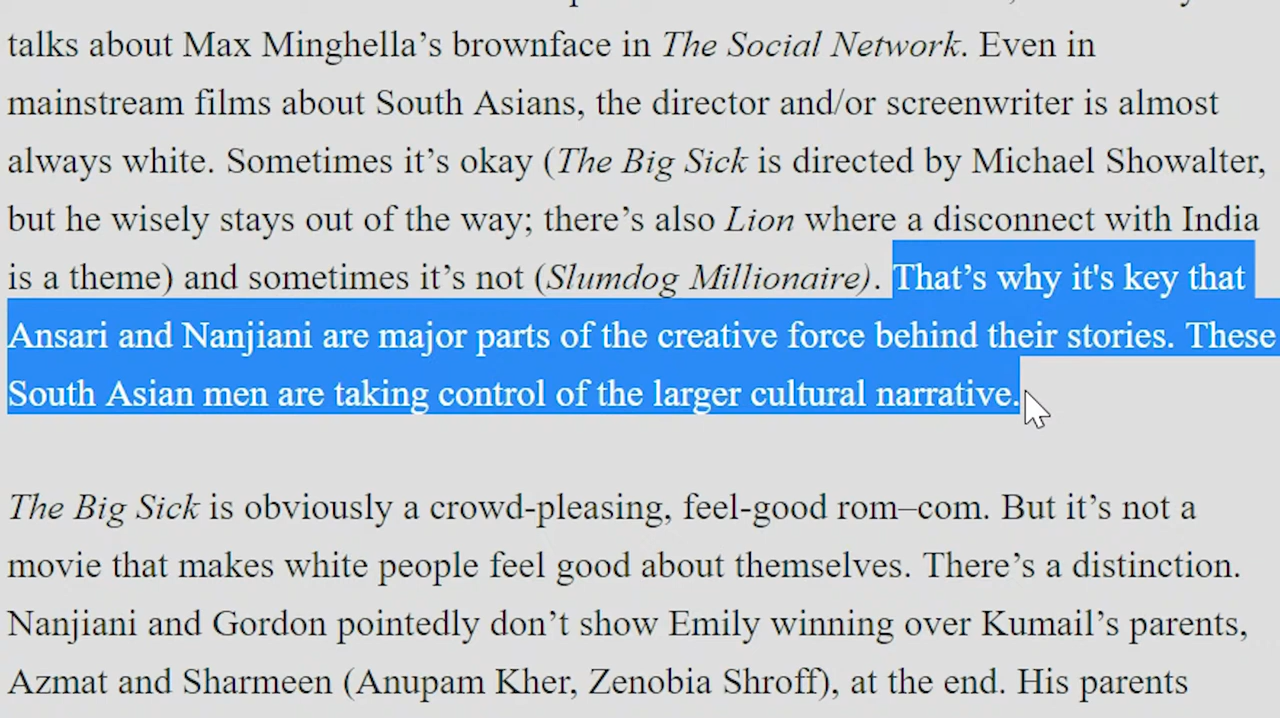 talks about Max Minghella’s brownface in The Social Network. Even in
mainstream films about South Asians, the director and/or screenwriter is almost
always white. Sometimes it’s okay (The Big Sick is directed by Michael Showalter,
but he wisely stays out of the way; there’s also Lion where a disconnect with India
is a theme) and sometimes it’s not (Slumdog Millionaire). That’s why it's key that
Ansari and Nanjiani are major parts of the creative force behind their stories. These
South Asian men are taking control of the larger cultural narrative.
The Big Sick is obviously a crowd-pleasing, feel-good rom–com. But it’s not a
movie that makes white people feel good about themselves. There’s a distinction.
Nanjiani and Gordon pointedly don’t show Emily winning over Kumail’s parents,
Azmat and Sharmeen (Anupam Kher, Zenobia Shroff), at the end. His parents